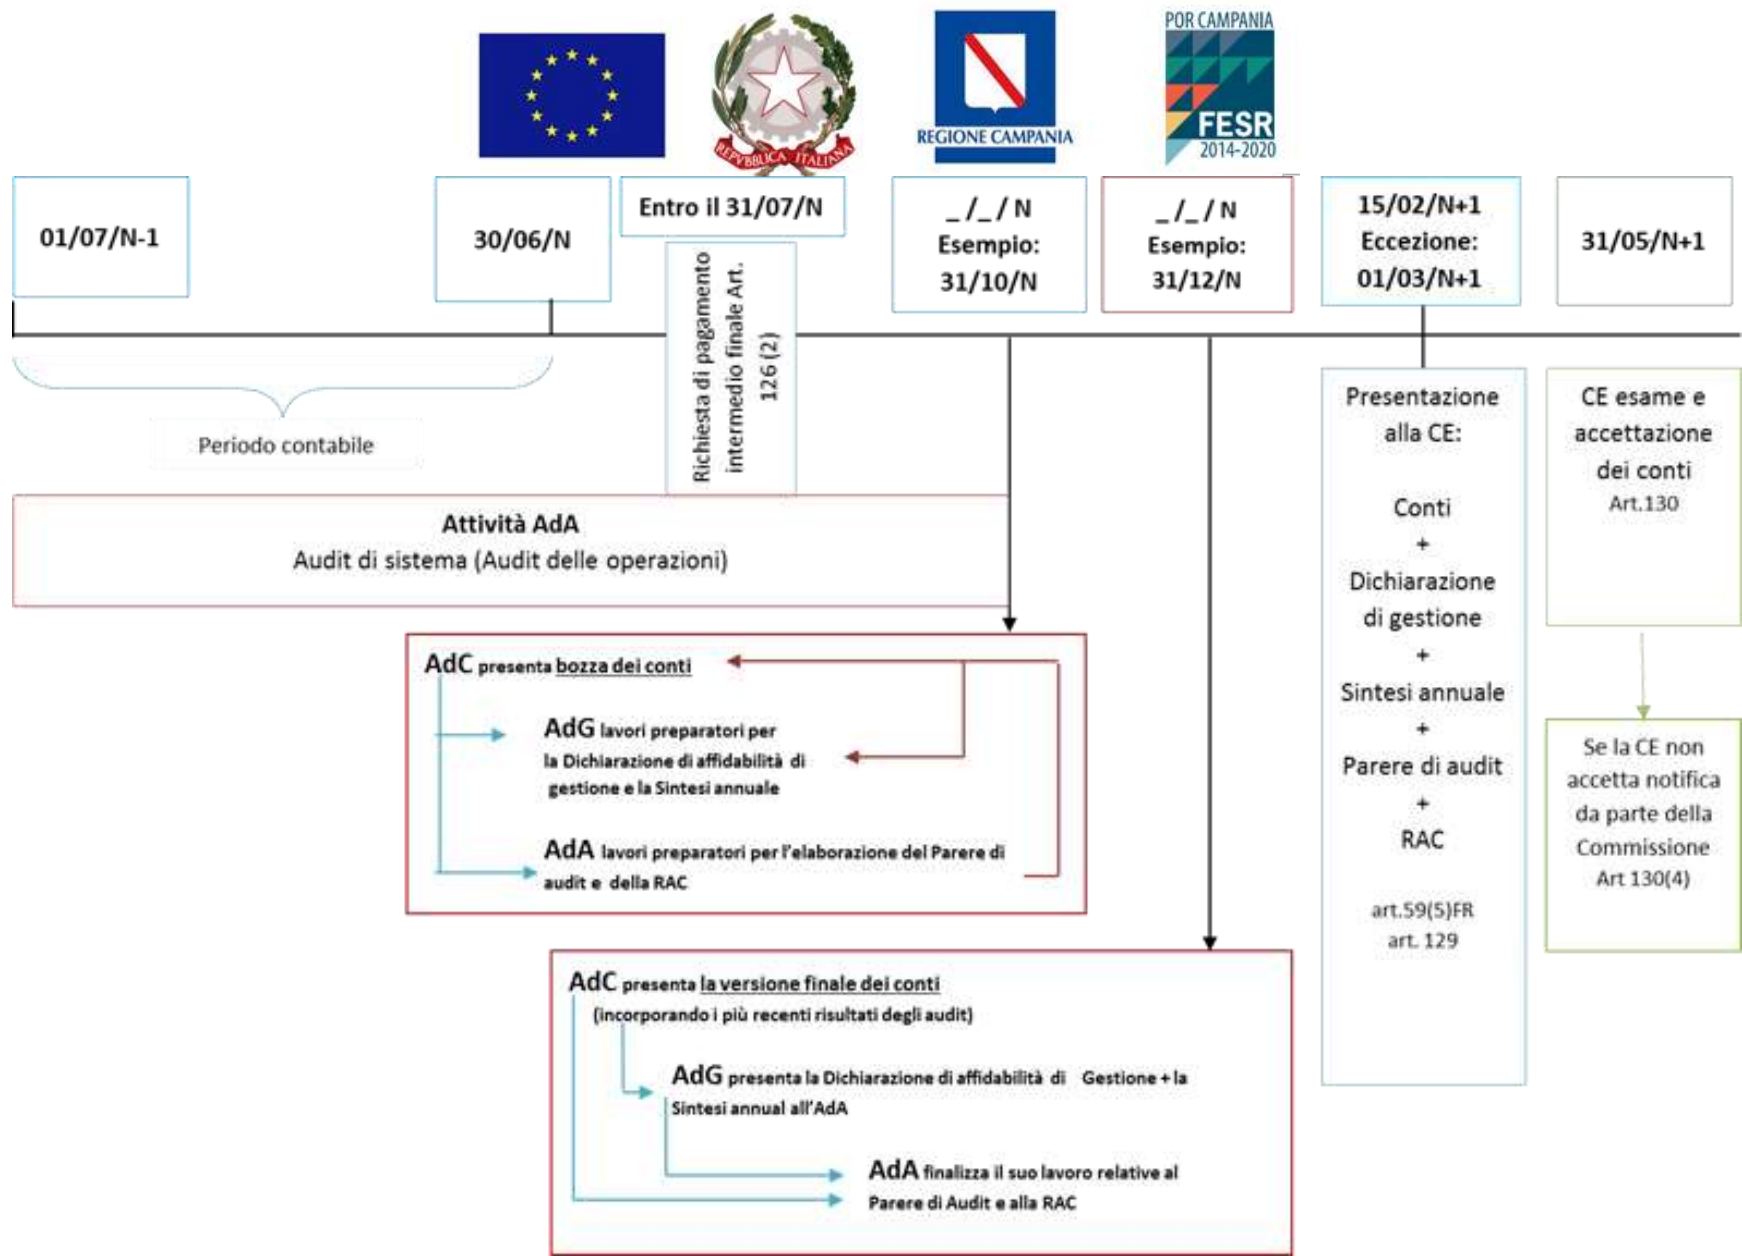 POR CAMPANIA
FESR
2014-2020
REPVBBLICA ITALIANA
REGIONE CAMPANIA
01/07/N-1
30/06/N
Entro il 31/07/N
_ /_ / N
Esempio:
31/10/N
_ /_ / N
Esempio:
31/12/N
15/02/N+1
Eccezione:
01/03/N+1
31/05/N+1
Richiesta di pagamento
intermedio finale Art.
126 (2)
Periodo contabile
Attività AdA
Audit di sistema (Audit delle operazioni)
AdC presenta bozza dei conti
AdG lavori preparatori per
la Dichiarazione di affidabilità di
gestione e la Sintesi annuale
AdA lavori preparatori per l'elaborazione del Parere di
audit e della RAC
AdC presenta la versione finale dei conti
(incorporando i più recenti risultati degli audit)
AdG presenta la Dichiarazione di affidabilità di Gestione + la
Sintesi annual all'AdA
AdA finalizza il suo lavoro relative al
Parere di Audit e alla RAC
Presentazione
alla CE:
Conti
+
Dichiarazione
di gestione
+
Sintesi annuale
+
Parere di audit
+
RAC
art.59(5)FR
art. 129
CE esame e
accettazione
dei conti
Art.130
Se la CE non
accetta notifica
da parte della
Commissione
Art 130(4)